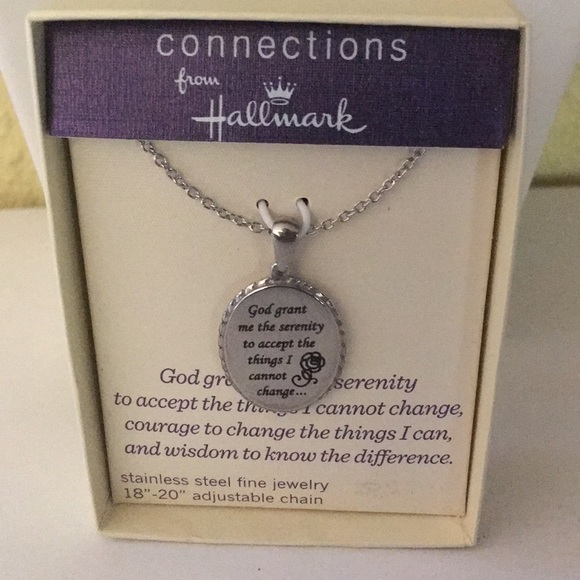 connections
from
Hallmark
God grant
me the serenity
to accept the
things I
cannot
change...
God gr serenity
to accept the thi I cannot change,
courage to change the things I can,
and wisdom to know the difference.
stainless steel fine jewelry
18"-20" adjustable chain